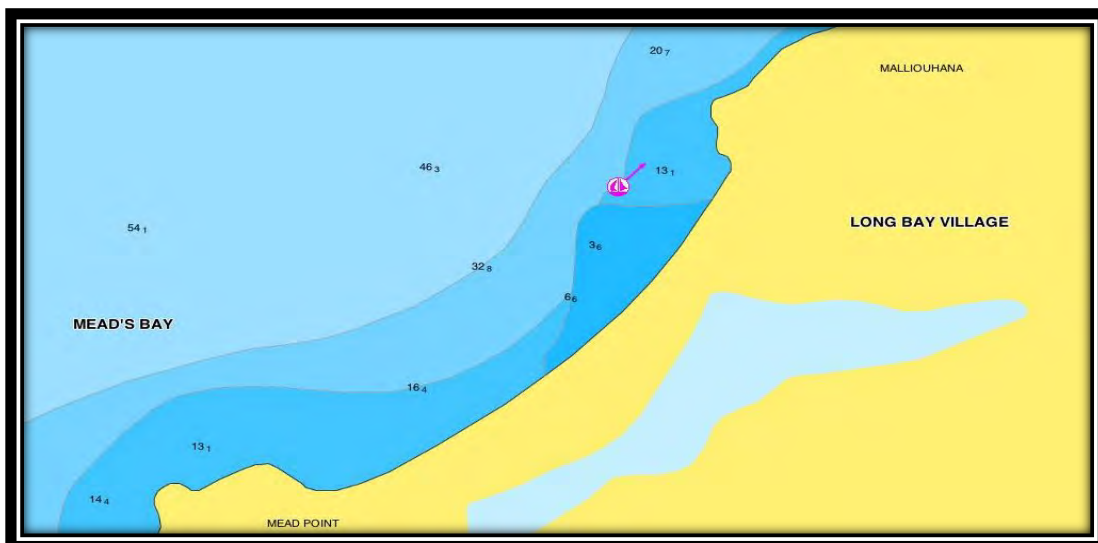 20₇
MALLIOUHANA
46₃
13₁
54₁
LONG BAY VILLAGE
3₆
32₈
6₆
MEAD'S BAY
16₄
13₁
14₄
MEAD POINT